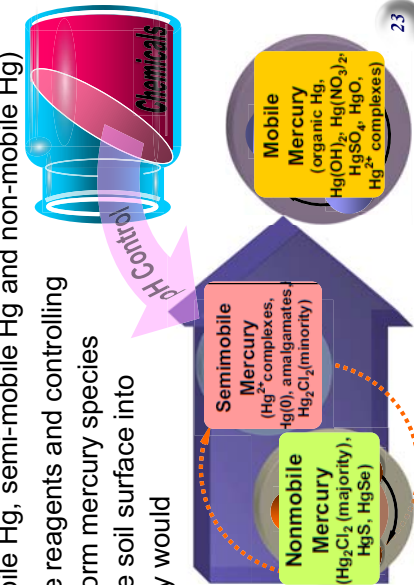 bile Hg, semi-mobile Hg and non-mobile Hg)
e reagents and controlling
orm mercury species
e soil surface into
y would
Chemicals
pH Control
Nonmobile
Mercury
(Hg2Cl2 (majority),
HgS, HgSe)
Semimobile
Mercury
(Hg2+complexes,
Hg(0), amalgamates,
Hg2Cl2(minority)
Mobile
Mercury
(organic Hg,
Hg(OH)2, Hg(NO3)2,
HgSO4, HgO,
Hg2+ complexes)
23